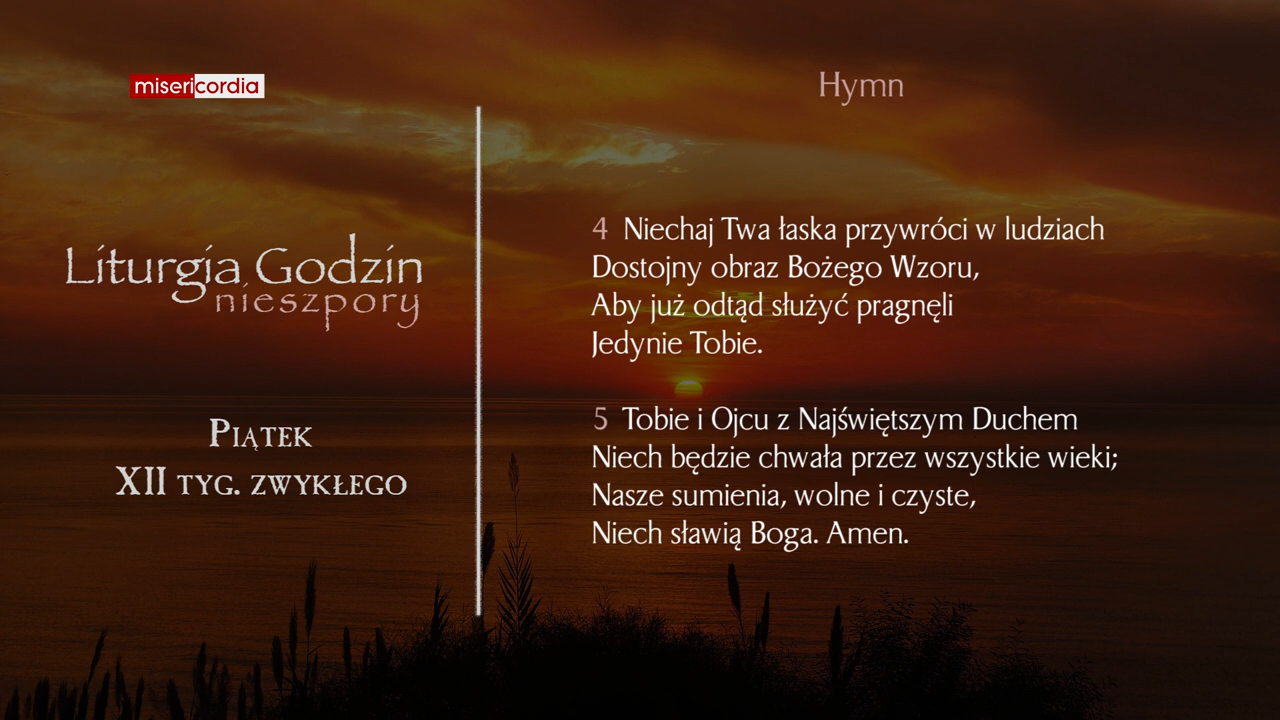 misericordia
Liturgia Godzin
nieszpory
Piątek
XII tyg. zwykłego
Hymn
4 Niechaj Twa łaska przywróci w ludziach
Dostojny obraz Bożego Wzoru,
Aby już odtąd służyć pragnęli
Jedynie Tobie.
5 Tobie i Ojcu z Najświętszym Duchem
Niech będzie chwała przez wszystkie wieki;
Nasze sumienia, wolne i czyste,
Niech sławią Boga. Amen.